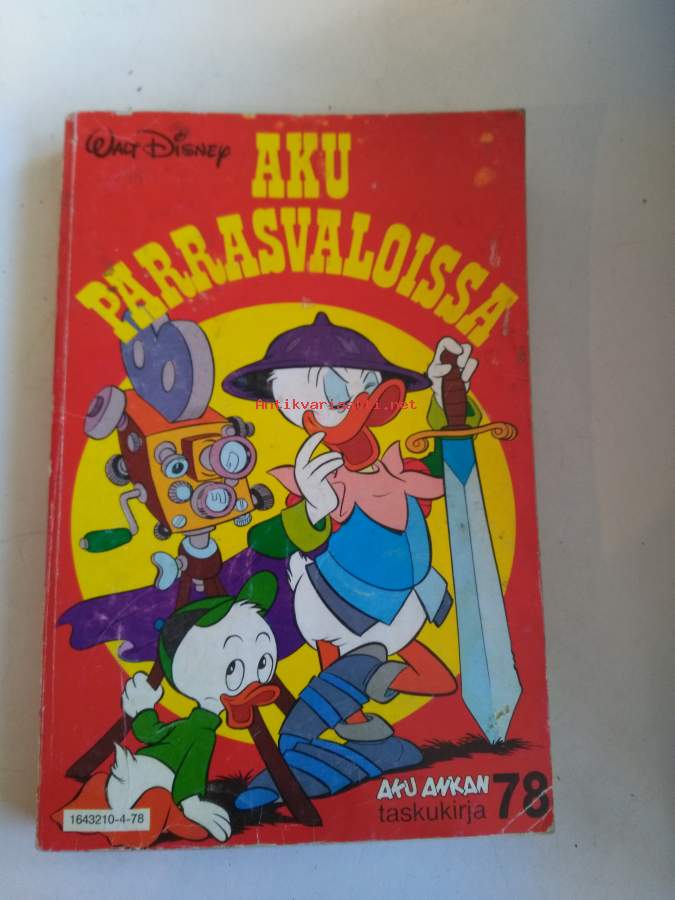 WALT DISNEY
AKU
PARRASVALOISSA
Antikvariaatti.net
AKU ANKAN
taskukirja 78
1643210-4-78